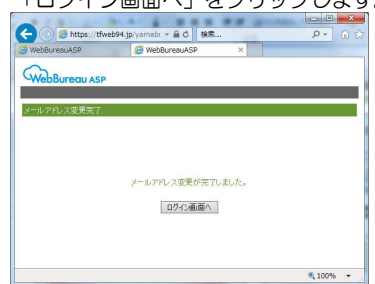 「ログイン画面へ」をクリックします。
https://tfweb94.jp/yamabi
検索...
WebBureauASP
WebBureauASP
WebBureau ASP
メールアドレス変更完了
メールアドレス変更が完了しました。
ログイン画面へ
100%